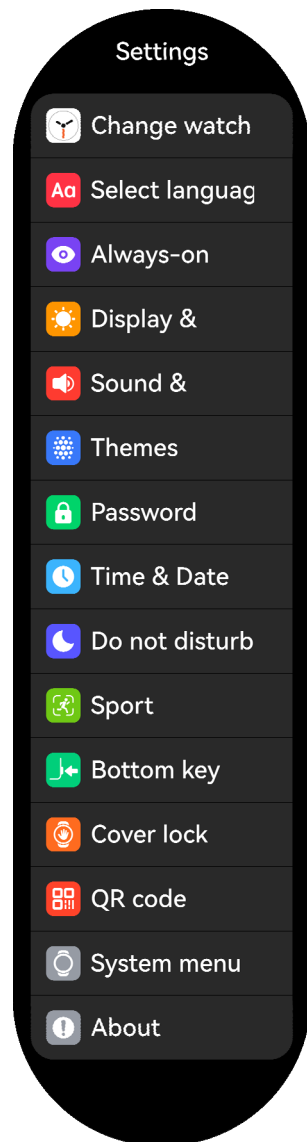 Settings
Change watch
Aa
Select languag
Always-on
Display &
Sound &
Themes
Password
Time & Date
Do not disturb
Sport
Bottom key
Cover lock
QR code
System menu
About